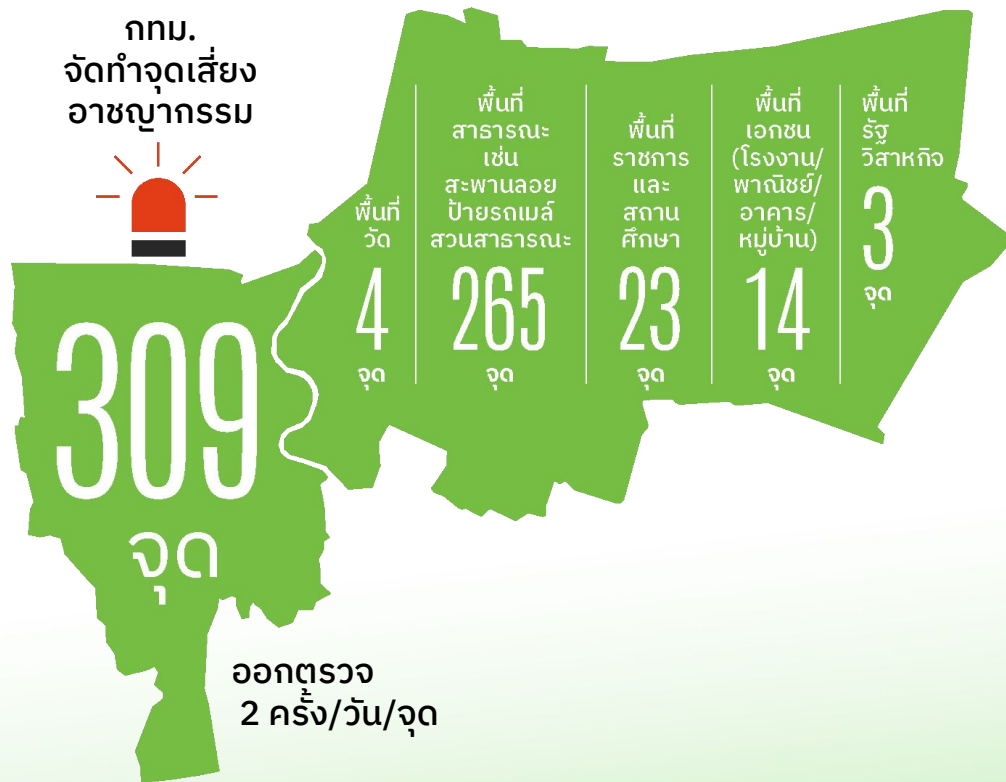 กทม.
จัดทำจุดเสี่ยง
อาชญากรรม
309
จุด
พื้นที่
วัด
4
จุด
พื้นที่
สาธารณะ
เช่น
สะพานลอย
ป้ายรถเมล์
สวนสาธารณะ
265
จุด
พื้นที่
ราชการ
และ
สถาน
ศึกษา
23
จุด
พื้นที่
เอกชน
(โรงงาน/
พาณิชย์/
อาคาร/
หมู่บ้าน)
14
จุด
พื้นที่
รัฐ
วิสาหกิจ
3
จุด
ออกตรวจ
2 ครั้ง/วัน/จุด